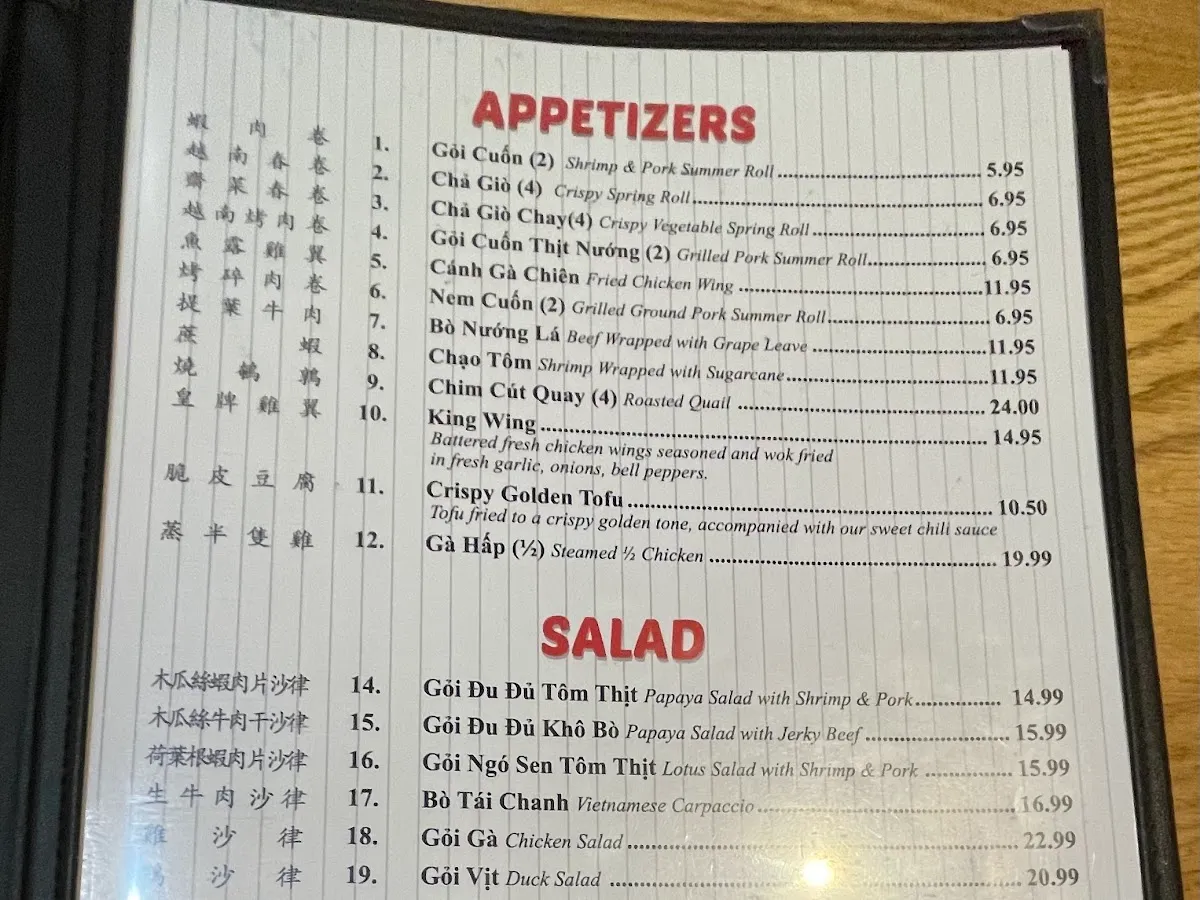 APPETIZERS
蝦肉卷 1. Gỏi Cuốn (2) Shrimp & Pork Summer Roll 5.95
越南春卷 2. Chả Giò (4) Crispy Spring Roll 6.95
齋菜春卷 3. Chả Giò Chay(4) Crispy Vegetable Spring Roll 6.95
越南烤肉卷 4. Gỏi Cuốn Thịt Nướng (2) Grilled Pork Summer Roll 6.95
魚露雞翼 5. Cánh Gà Chiên Fried Chicken Wing 11.95
烤碎肉卷 6. Nem Cuốn (2) Grilled Ground Pork Summer Roll 6.95
提葉牛肉 7. Bò Nướng Lá Beef Wrapped with Grape Leave 11.95
蔗蝦 8. Chạo Tôm Shrimp Wrapped with Sugarcane 11.95
燒鵪鶉 9. Chim Cút Quay (4) Roasted Quail 24.00
皇牌雞翼 10. King Wing 14.95
Battered fresh chicken wings seasoned and wok fried
in fresh garlic, onions, bell peppers.
脆皮豆腐 11. Crispy Golden Tofu 10.50
Tofu fried to a crispy golden tone, accompanied with our sweet chili sauce
蒸半隻雞 12. Gà Hấp (½) Steamed ½ Chicken 19.99
SALAD
木瓜絲蝦肉片沙律 14. Gỏi Đu Đủ Tôm Thịt Papaya Salad with Shrimp & Pork 14.99
木瓜絲牛肉干沙律 15. Gỏi Đu Đủ Khô Bò Papaya Salad with Jerky Beef 15.99
荷葉根蝦肉片沙律 16. Gỏi Ngó Sen Tôm Thịt Lotus Salad with Shrimp & Pork 15.99
生牛肉沙律 17. Bò Tái Chanh Vietnamese Carpaccio 16.99
雞沙律 18. Gỏi Gà Chicken Salad 22.99
沙律 19. Gỏi Vịt Duck Salad 20.99